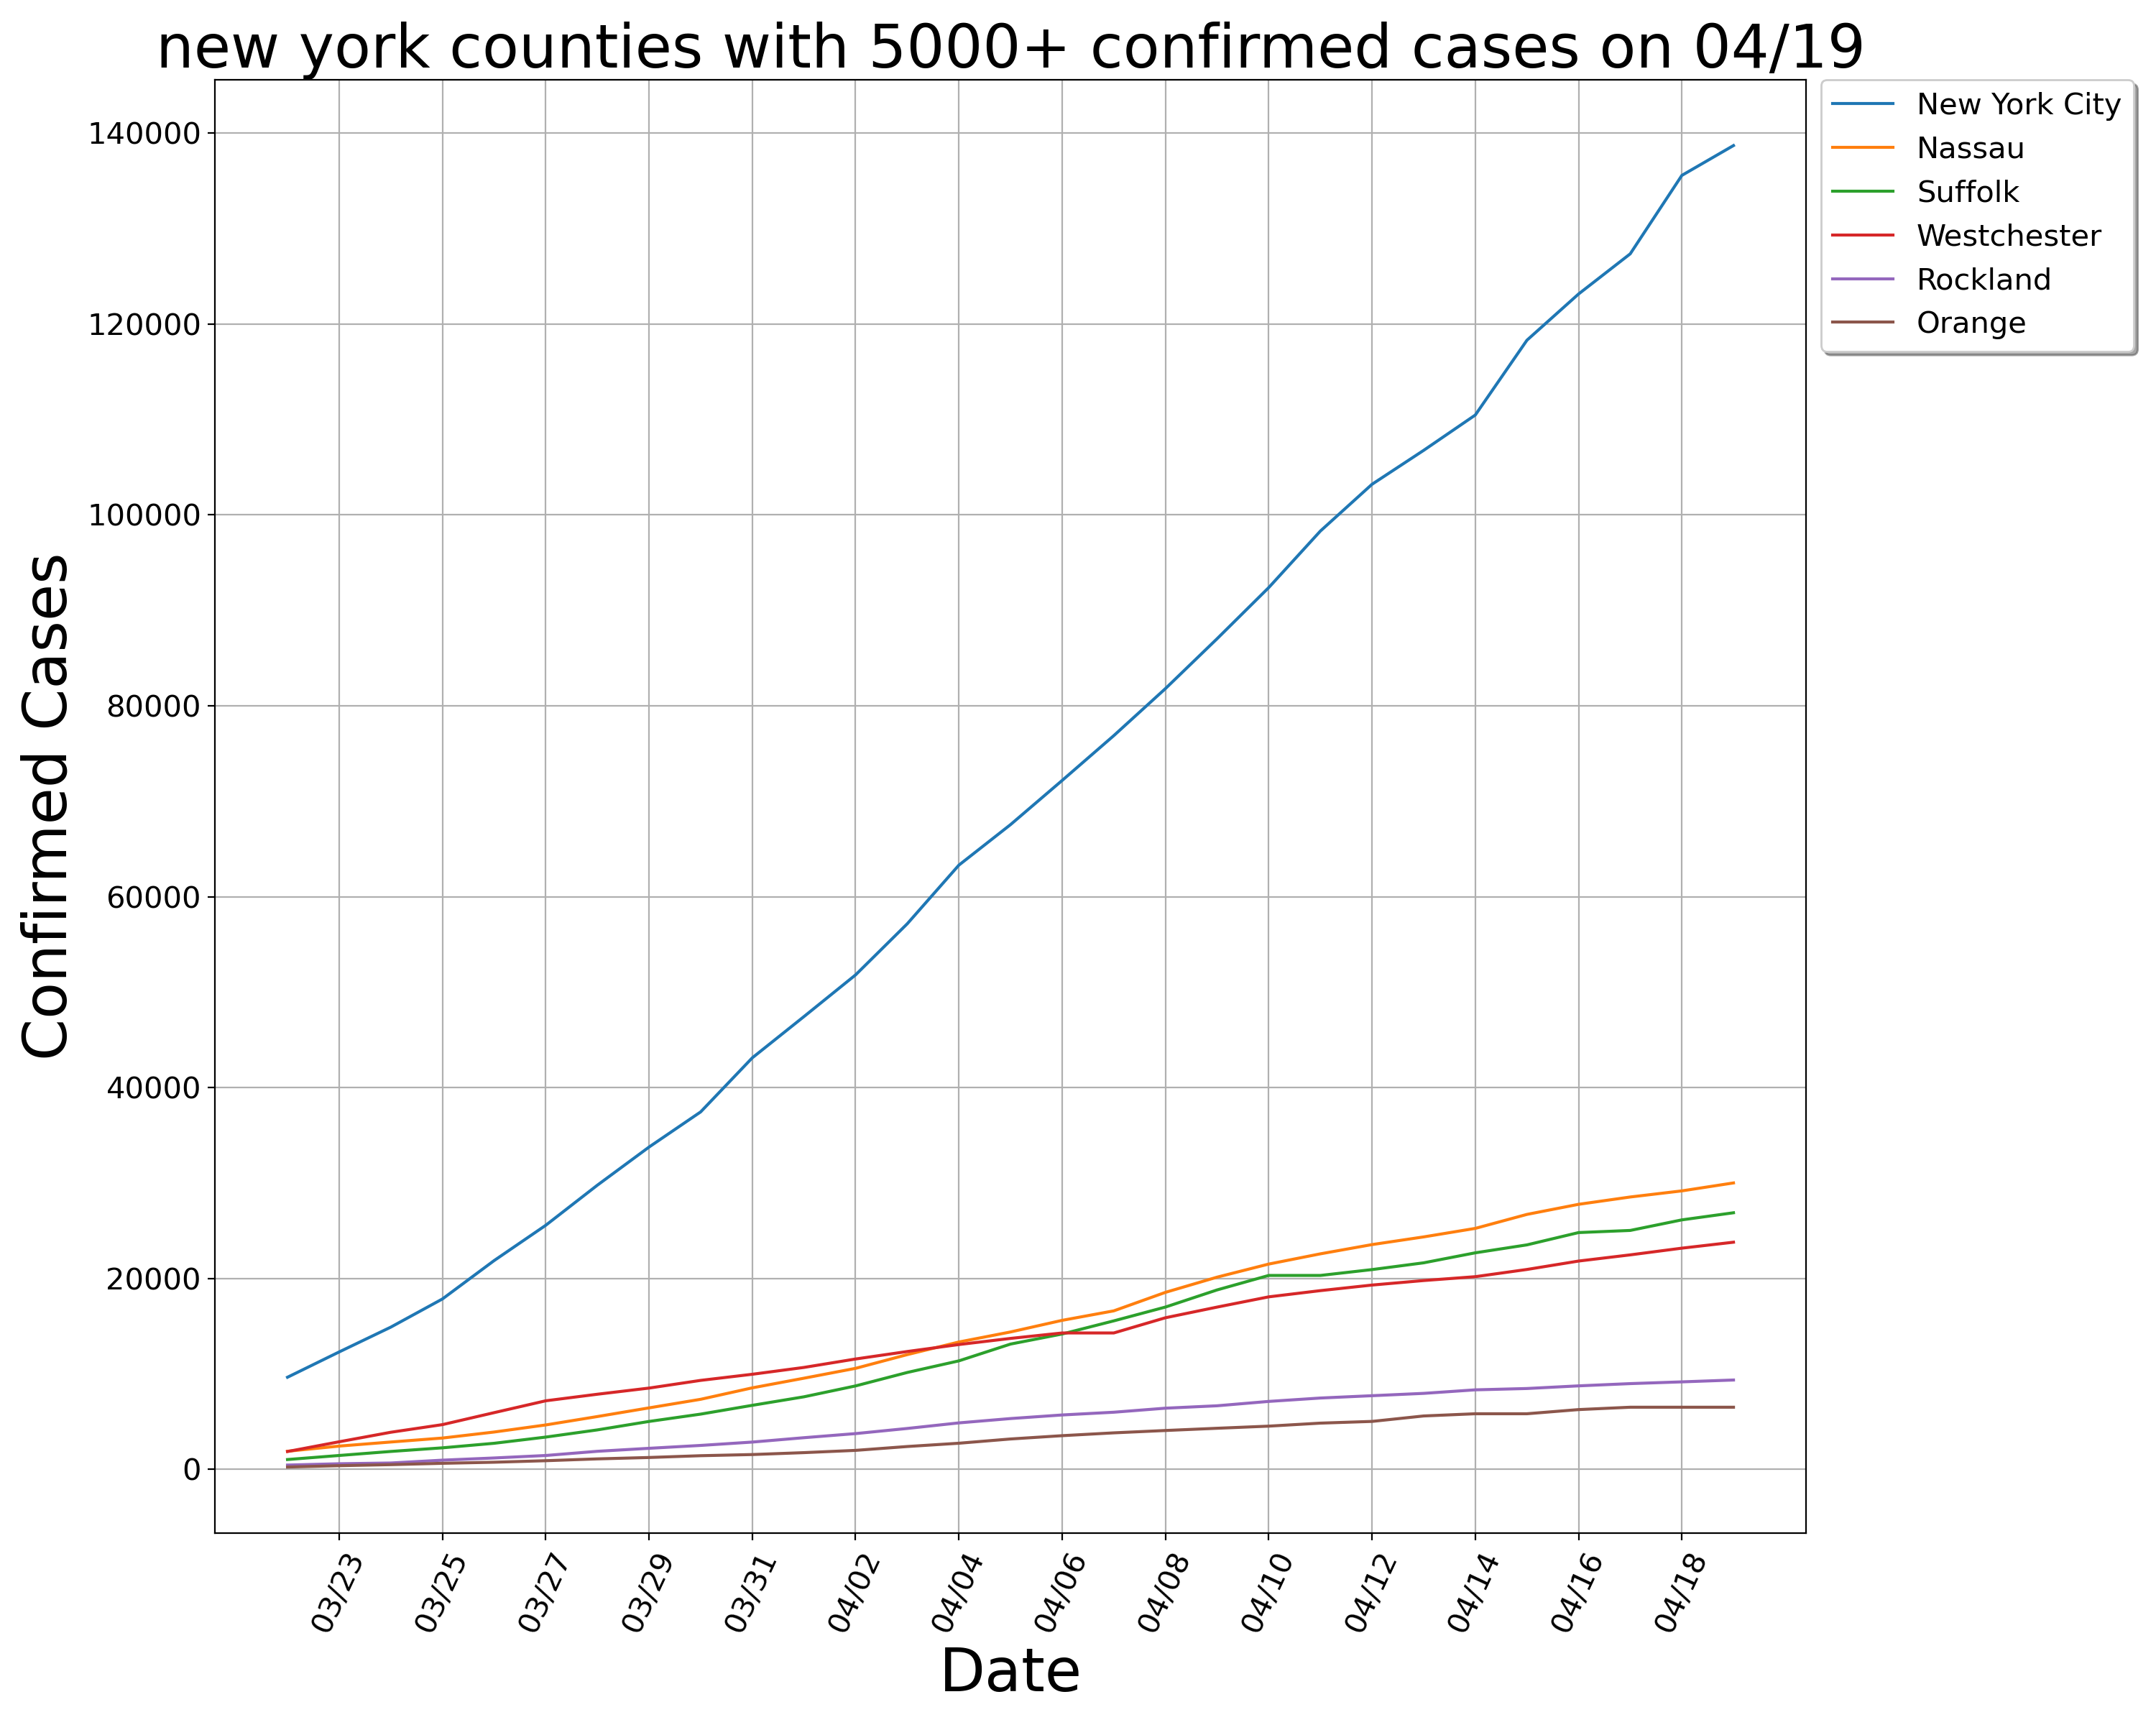 new york counties with 5000+ confirmed cases on 04/19
New York City
Nassau
Suffolk
Westchester
Rockland
Orange
Confirmed Cases
140000
120000
100000
80000
60000
40000
20000
0
03/23
03/25
03/27
03/29
03/31
04/02
04/04
04/06
04/08
04/10
04/12
04/14
04/16
04/18
Date